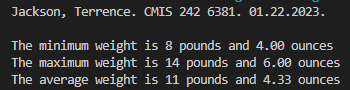 Jackson, Terrence. CMIS 242 6381. 01.22.2023.
The minimum weight is 8 pounds and 4.00 ounces
The maximum weight is 14 pounds and 6.00 ounces
The average weight is 11 pounds and 4.33 ounces